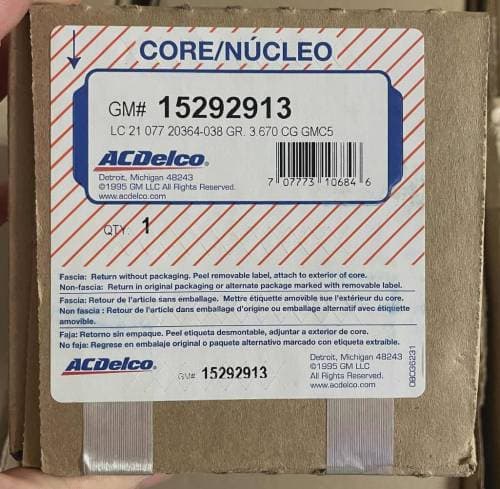 CORE/NÚCLEO
GM# 15292913
LC 21 077 20364-038 GR. 3 670 CG GMC5
ACDelco®
Detroit, Michigan 48243
©1995 GM LLC All Rights Reserved.
www.acdelco.com
7 07773 10684 6
QTY. 1
Fascia: Return without packaging. Peel removable label, attach to exterior of core.
Non-fascia: Return in original packaging or alternate package marked with removable label.
Fascia: Retour de l'article sans emballage. Mettre étiquette amovible sue l'extérieur du core.
Non fascia : Retour de l'article dans emballage d'origine ou emballage alternatif avec étiquette
amovible.
Faja: Retorno sin empaque. Peel etiqueta desmontable, adjuntar a exterior de core.
No faja: Regrese en embalaje original o paquete alternativo marcado con etiqueta extraíble.
ACDelco®
GM# 15292913
Detroit, Michigan 48243
©1995 GM LLC
All Rights Reserved.
www.acdelco.com
08C36231